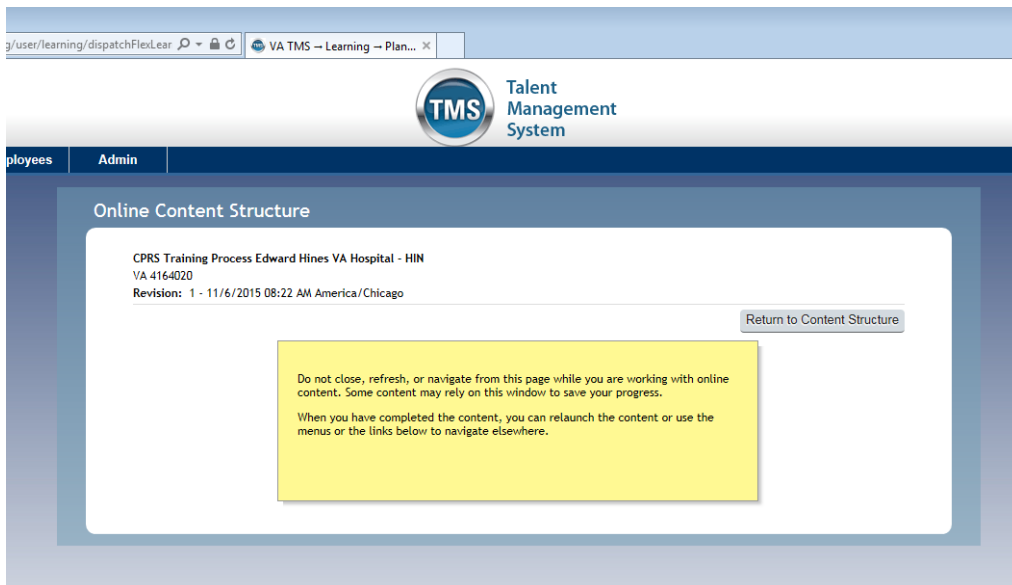 g/user/learning/dispatchFlexLear
VA TMS → Learning → Plan...
TMS
Talent
Management
System
ployees
Admin
Online Content Structure
CPRS Training Process Edward Hines VA Hospital - HIN
VA 4164020
Revision: 1 - 11/6/2015 08:22 AM America/Chicago
Return to Content Structure
Do not close, refresh, or navigate from this page while you are working with online
content. Some content may rely on this window to save your progress.
When you have completed the content, you can relaunch the content or use the
menus or the links below to navigate elsewhere.